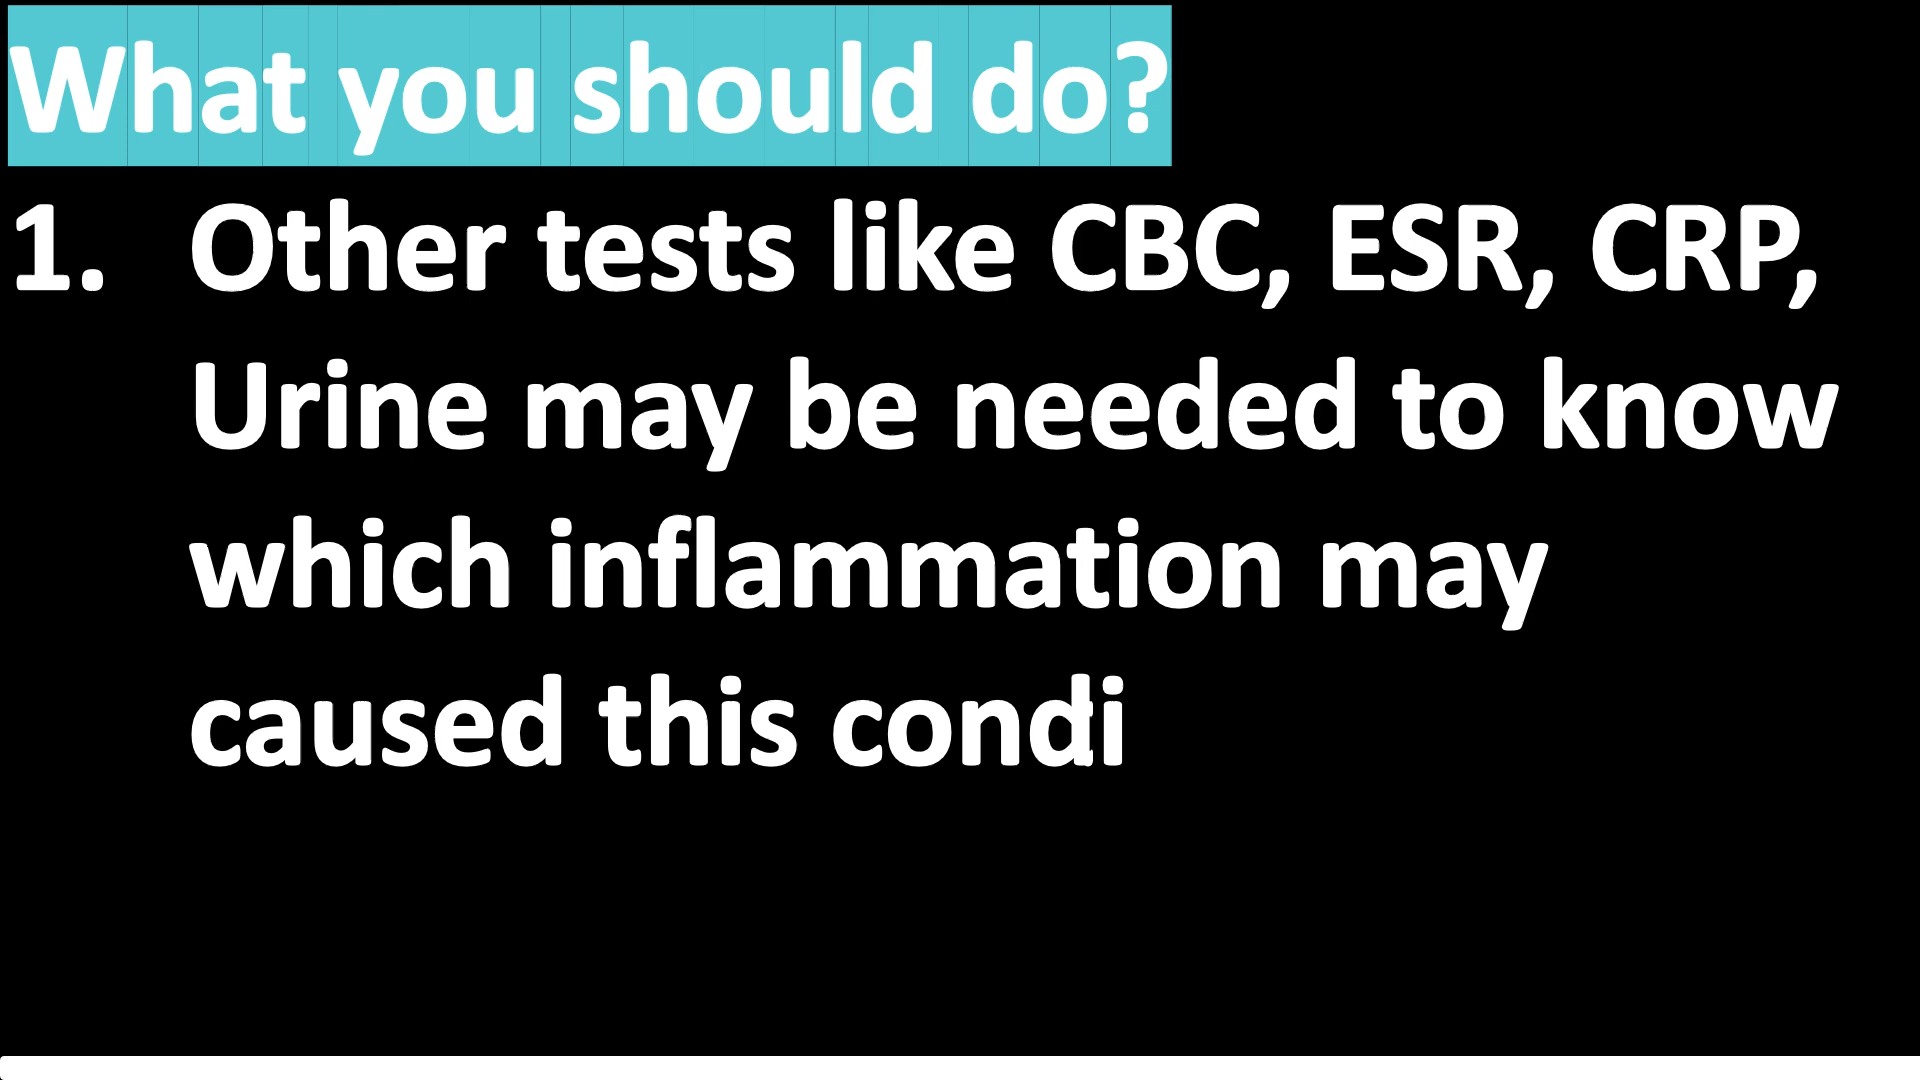 What you should do?
1. Other tests like CBC, ESR, CRP,
Urine may be needed to know
which inflammation may
caused this condi